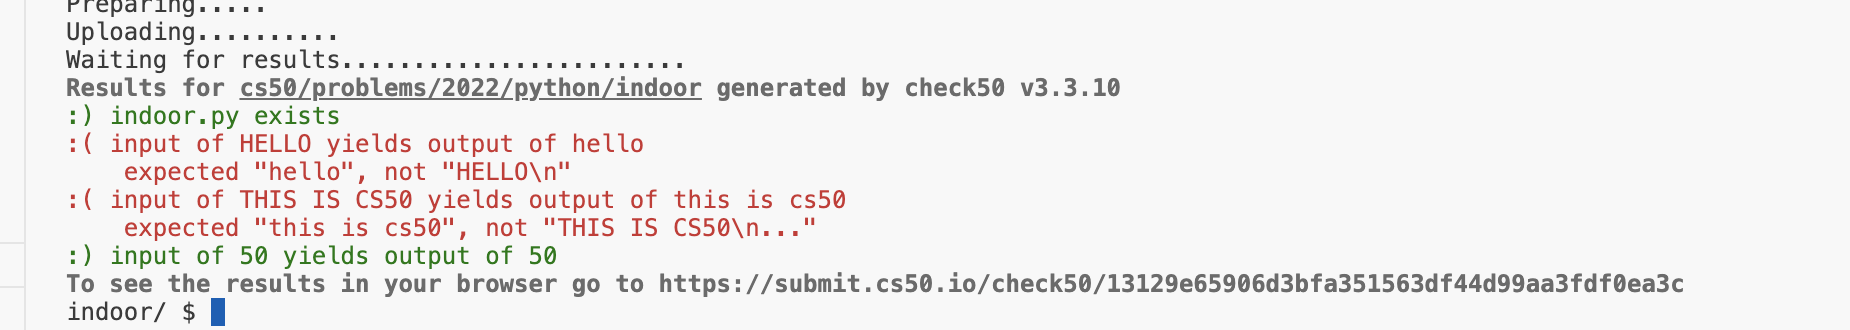 Preparing.....
Uploading..........
Waiting for results........................
Results for cs50/problems/2022/python/indoor generated by check50 v3.3.10
:) indoor.py exists
:( input of HELLO yields output of hello
    expected "hello", not "HELLO\n"
:( input of THIS IS CS50 yields output of this is cs50
    expected "this is cs50", not "THIS IS CS50\n..."
:) input of 50 yields output of 50
To see the results in your browser go to https://submit.cs50.io/check50/13129e65906d3bfa351563df44d99aa3fdf0ea3c
indoor/ $